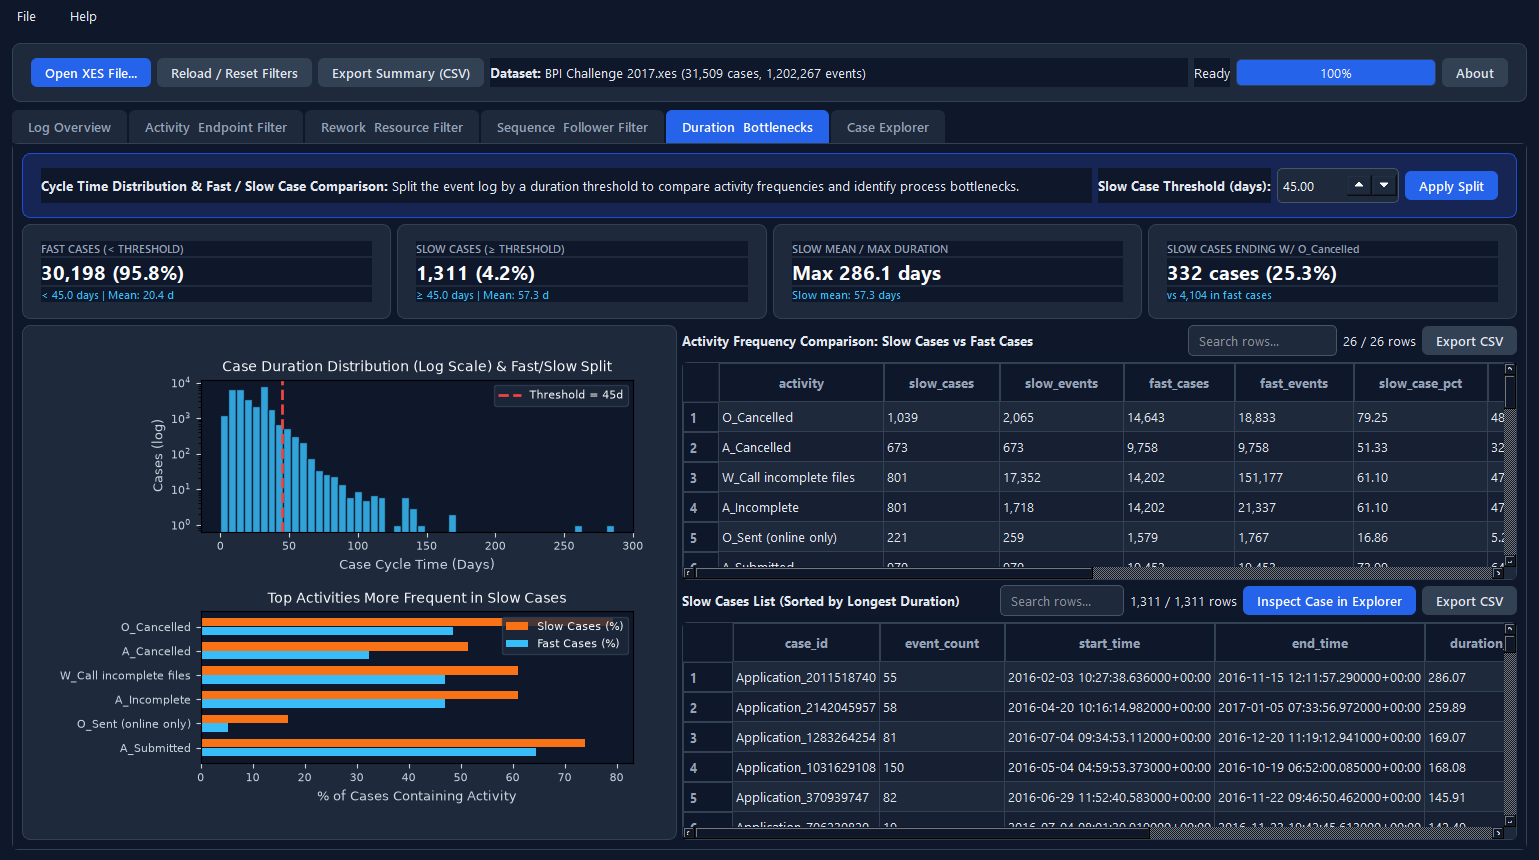 File Help
Open XES File... Reload / Reset Filters Export Summary (CSV) Dataset: BPI Challenge 2017.xes (31,509 cases, 1,202,267 events) Ready 100% About
Log Overview Activity Endpoint Filter Rework Resource Filter Sequence Follower Filter Duration Bottlenecks Case Explorer
Cycle Time Distribution & Fast / Slow Case Comparison: Split the event log by a duration threshold to compare activity frequencies and identify process bottlenecks. Slow Case Threshold (days): 45.00 Apply Split
FAST CASES (< THRESHOLD)
30,198 (95.8%)
< 45.0 days | Mean: 20.4 d
SLOW CASES (≥ THRESHOLD)
1,311 (4.2%)
≥ 45.0 days | Mean: 57.3 d
SLOW MEAN / MAX DURATION
Max 286.1 days
Slow mean: 57.3 days
SLOW CASES ENDING W/ O_Cancelled
332 cases (25.3%)
vs 4,104 in fast cases
Case Duration Distribution (Log Scale) & Fast/Slow Split
Threshold = 45d
Cases (log)
10⁴
10³
10²
10¹
10⁰
0 50 100 150 200 250 300
Case Cycle Time (Days)
Top Activities More Frequent in Slow Cases
Slow Cases (%)
Fast Cases (%)
O_Cancelled
A_Cancelled
W_Call incomplete files
A_Incomplete
O_Sent (online only)
A_Submitted
0 10 20 30 40 50 60 70 80
% of Cases Containing Activity
Activity Frequency Comparison: Slow Cases vs Fast Cases Search rows... 26 / 26 rows Export CSV
activity slow_cases slow_events fast_cases fast_events slow_case_pct
1 O_Cancelled 1,039 2,065 14,643 18,833 79.25 48
2 A_Cancelled 673 673 9,758 9,758 51.33 32
3 W_Call incomplete files 801 17,352 14,202 151,177 61.10 47
4 A_Incomplete 801 1,718 14,202 21,337 61.10 47
5 O_Sent (online only) 221 259 1,579 1,767 16.86 5.2
A_Submitted
Slow Cases List (Sorted by Longest Duration) Search rows... 1,311 / 1,311 rows Inspect Case in Explorer Export CSV
case_id event_count start_time end_time duration
1 Application_2011518740 55 2016-02-03 10:27:38.636000+00:00 2016-11-15 12:11:57.290000+00:00 286.07
2 Application_2142045957 58 2016-04-20 10:16:14.982000+00:00 2017-01-05 07:33:56.972000+00:00 259.89
3 Application_1283264254 81 2016-07-04 09:34:53.112000+00:00 2016-12-20 11:19:12.941000+00:00 169.07
4 Application_1031629108 150 2016-05-04 04:59:53.373000+00:00 2016-10-19 06:52:00.085000+00:00 168.08
5 Application_370939747 82 2016-06-29 11:52:40.583000+00:00 2016-11-22 09:46:50.462000+00:00 145.91